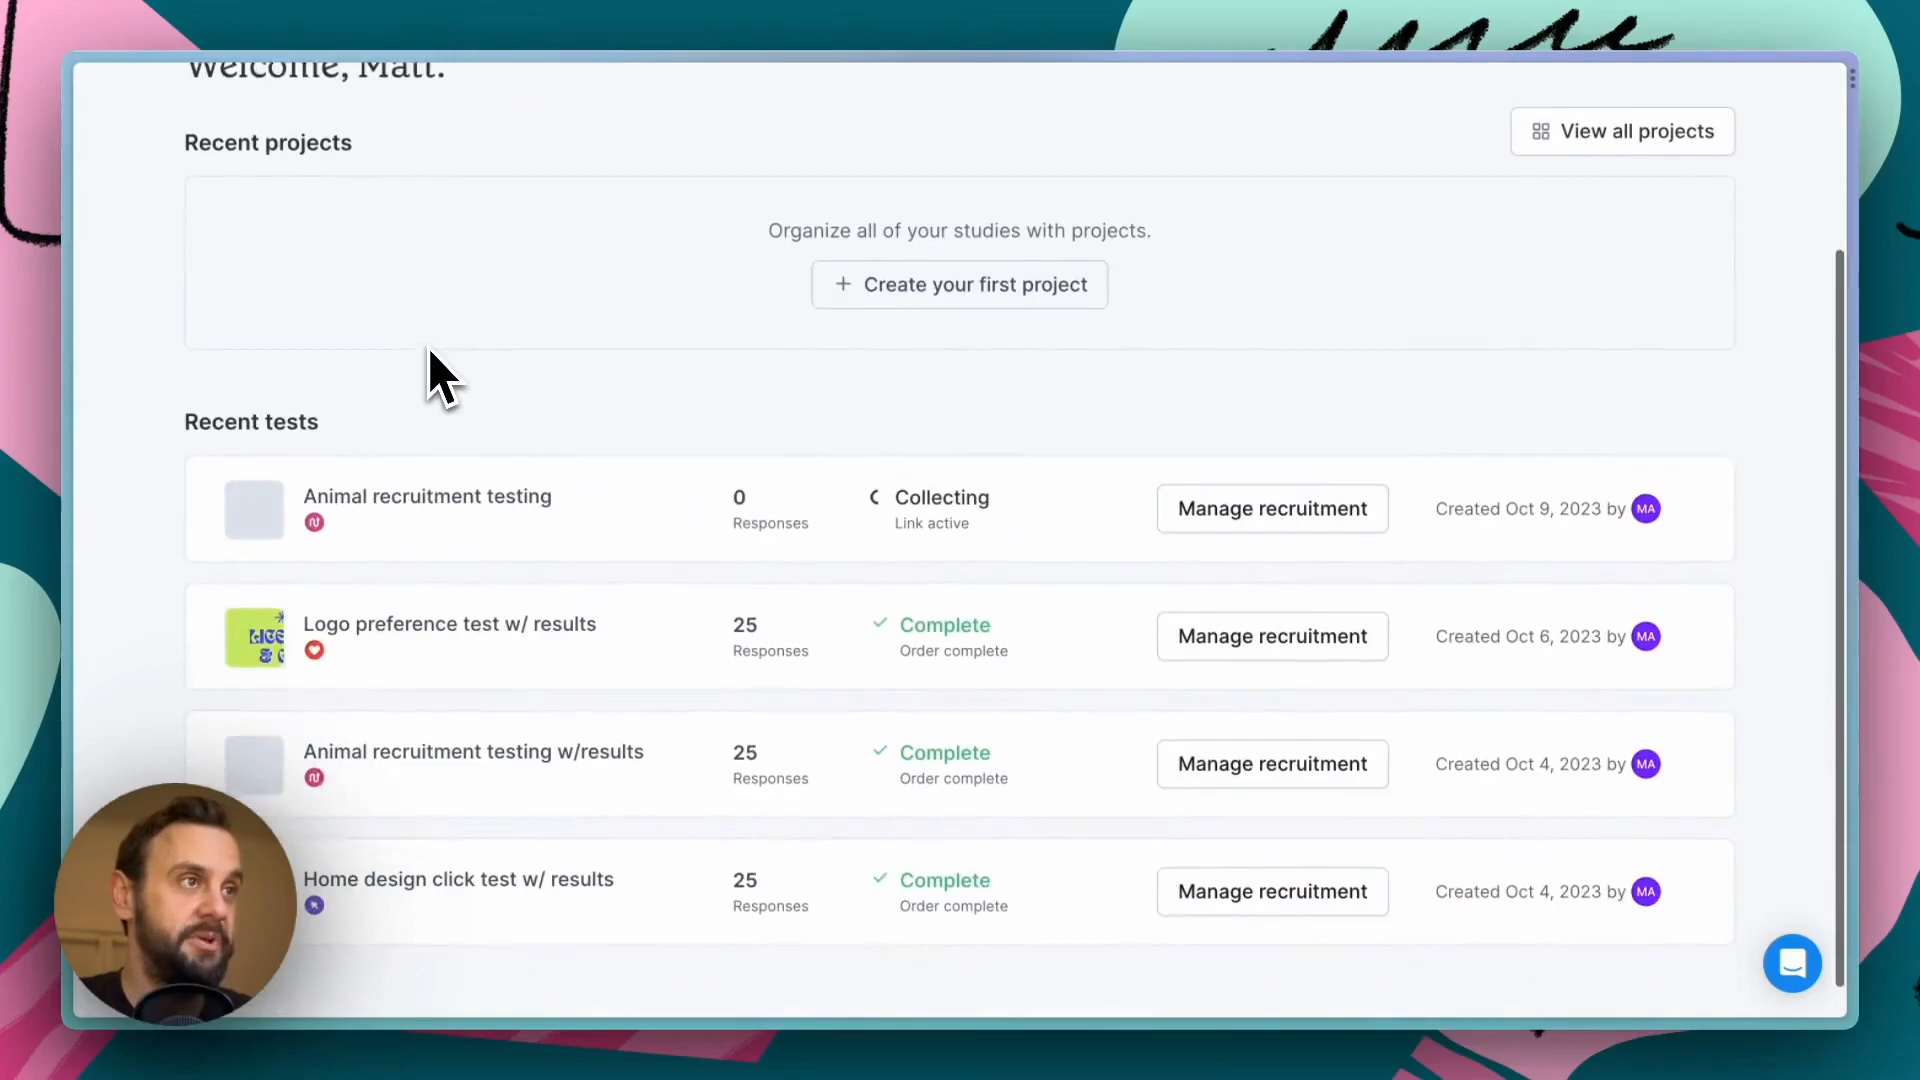 Welcome, Matt.
Recent projects
View all projects
Organize all of your studies with projects.
+ Create your first project
Recent tests
Animal recruitment testing
0
Responses
Collecting
Link active
Manage recruitment
Created Oct 9, 2023 by MA
Logo preference test w/ results
25
Responses
Complete
Order complete
Manage recruitment
Created Oct 6, 2023 by MA
Animal recruitment testing w/results
25
Responses
Complete
Order complete
Manage recruitment
Created Oct 4, 2023 by MA
Home design click test w/ results
25
Responses
Complete
Order complete
Manage recruitment
Created Oct 4, 2023 by MA